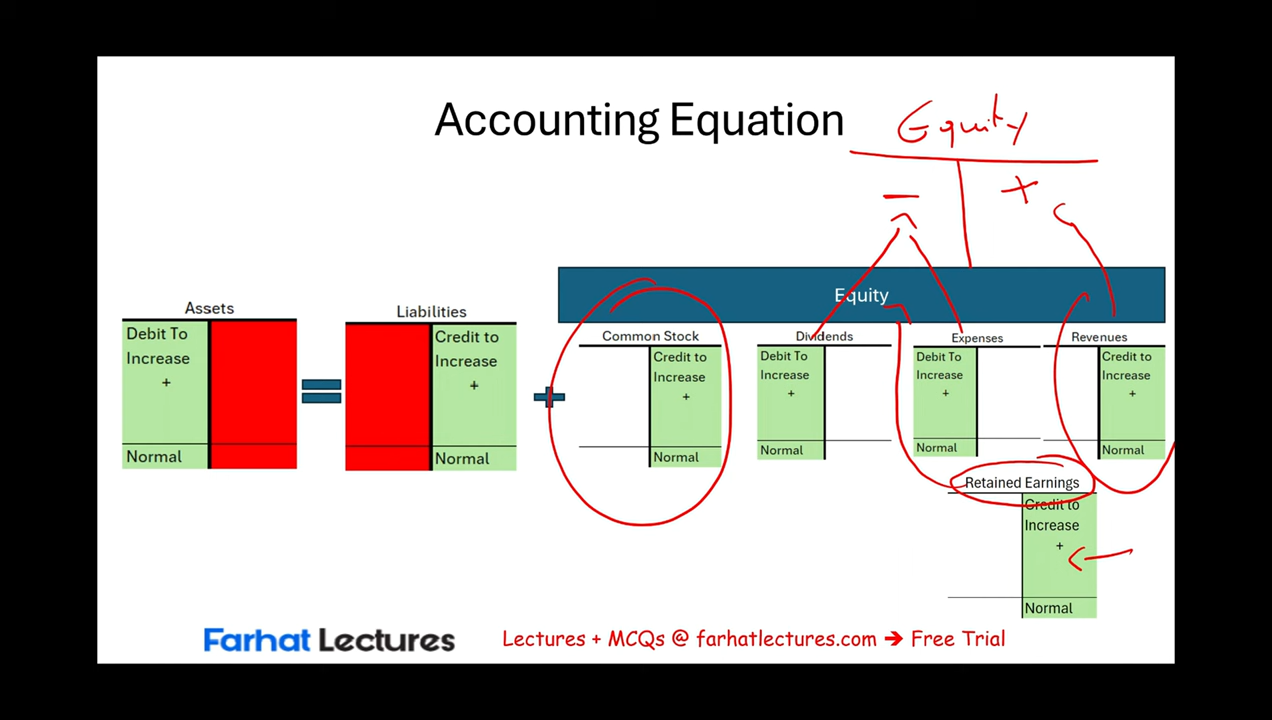 Accounting Equation
Equity
−
+
Equity
Assets
Debit To
Increase
+
Normal
=
Liabilities
Credit to
Increase
+
Normal
+
Common Stock
Credit to
Increase
+
Normal
Dividends
Debit To
Increase
+
Normal
Expenses
Debit To
Increase
+
Normal
Revenues
Credit to
Increase
+
Normal
Retained Earnings
Credit to
Increase
+
Normal
Farhat Lectures
Lectures + MCQs @ farhatlectures.com ➔ Free Trial